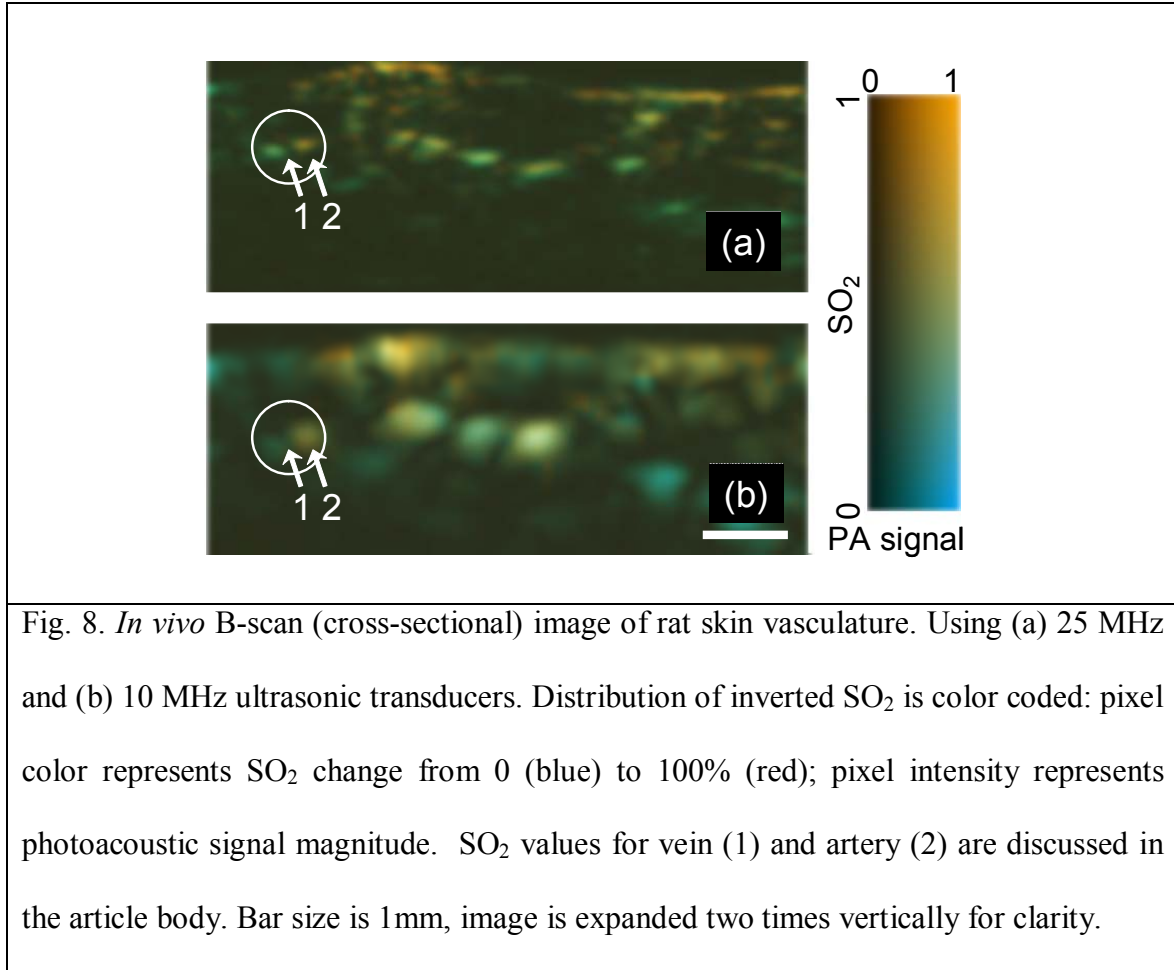 0 1
1
1 2
(a)
SO2
1 2
(b)
0
PA signal
Fig. 8. In vivo B-scan (cross-sectional) image of rat skin vasculature. Using (a) 25 MHz
and (b) 10 MHz ultrasonic transducers. Distribution of inverted SO2 is color coded: pixel
color represents SO2 change from 0 (blue) to 100% (red); pixel intensity represents
photoacoustic signal magnitude. SO2 values for vein (1) and artery (2) are discussed in
the article body. Bar size is 1mm, image is expanded two times vertically for clarity.